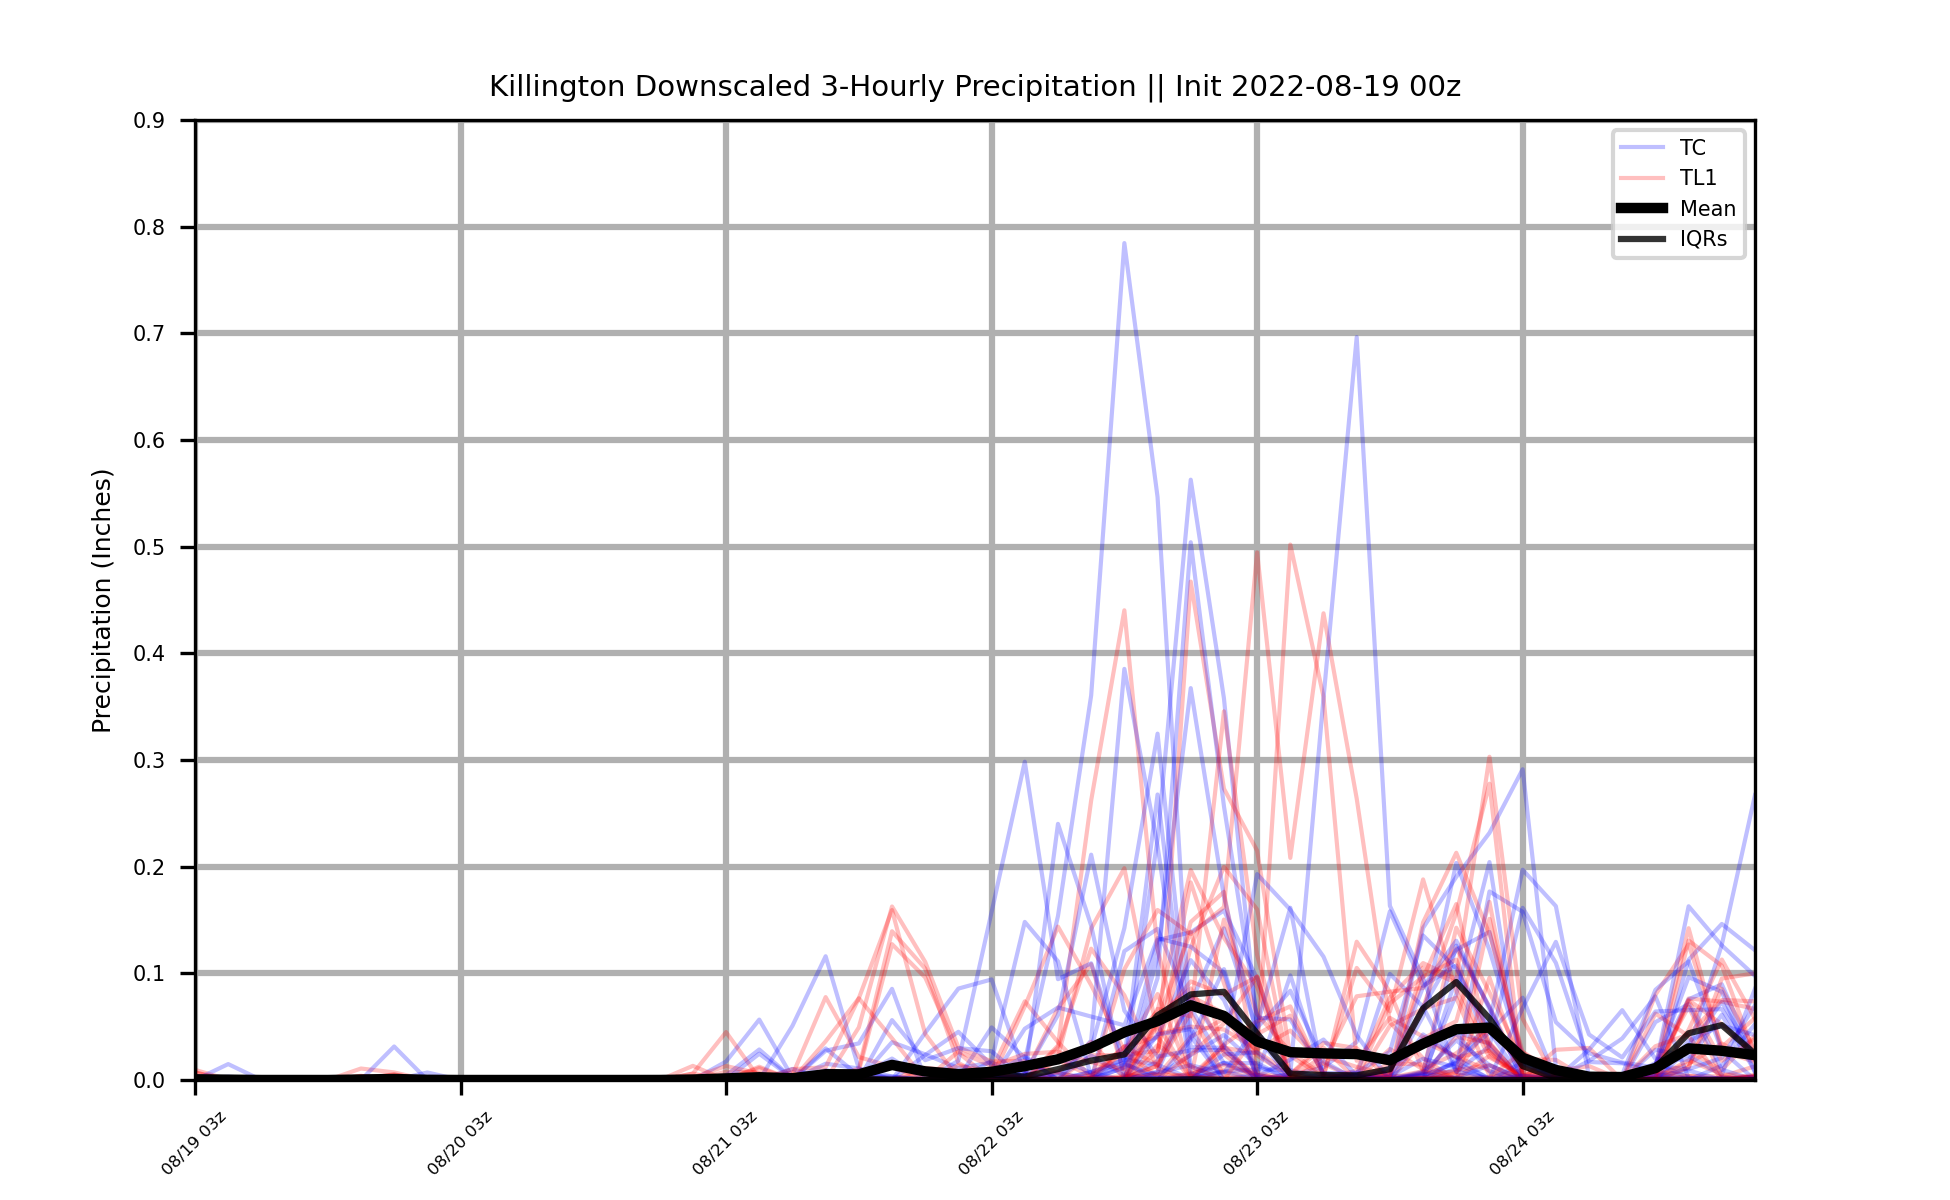 Killington Downscaled 3-Hourly Precipitation || Init 2022-08-19 00z
TC
TL1
Mean
IQRs
Precipitation (Inches)
0.9
0.8
0.7
0.6
0.5
0.4
0.3
0.2
0.1
0.0
08/19 03z
08/20 03z
08/21 03z
08/22 03z
08/23 03z
08/24 03z